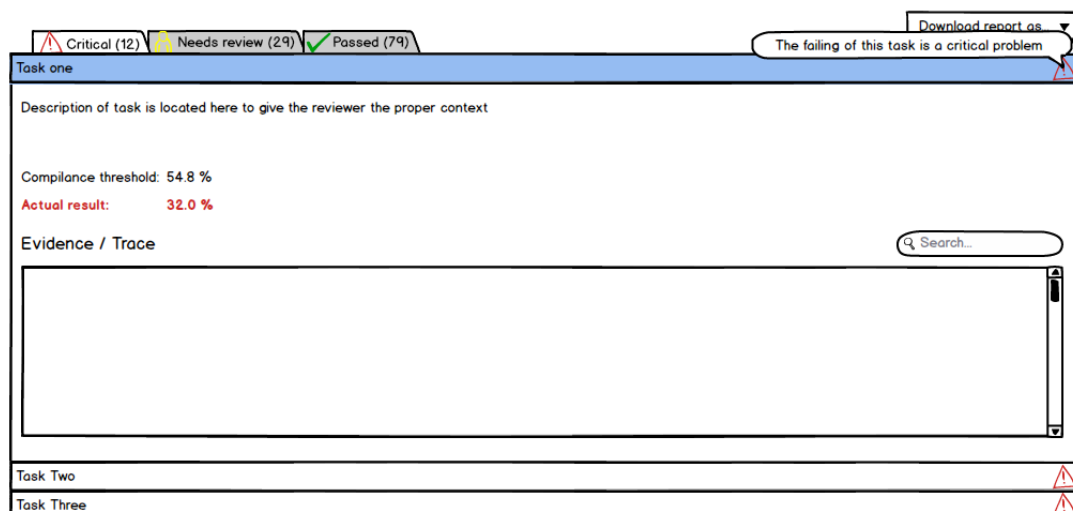 Download report as...
Critical (12) Needs review (29) Passed (79)
The failing of this task is a critical problem
Task one
Description of task is located here to give the reviewer the proper context
Compilance threshold: 54.8 %
Actual result: 32.0 %
Evidence / Trace
Search...
Task Two
Task Three